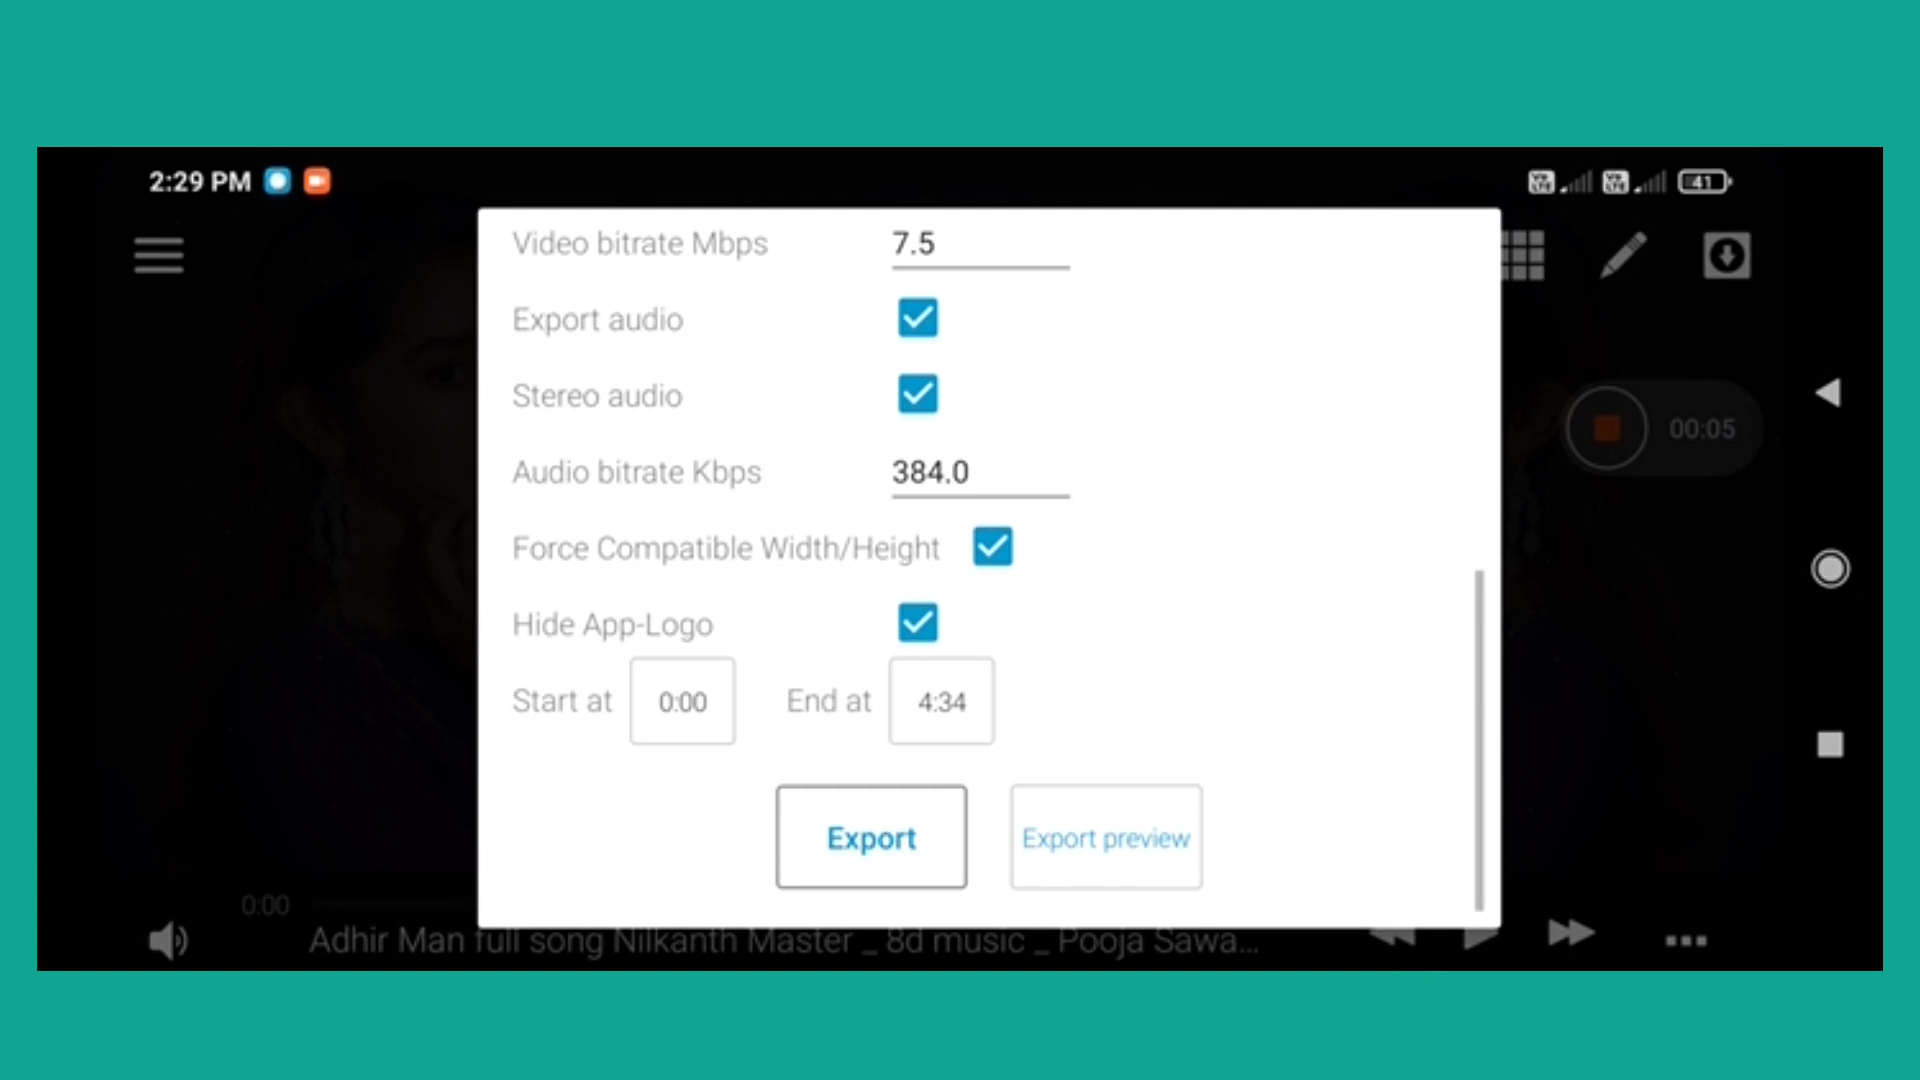 2:29 PM
41
Video bitrate Mbps 7.5
Export audio
Stereo audio
00:05
Audio bitrate Kbps 384.0
Force Compatible Width/Height
Hide App-Logo
Start at 0:00 End at 4:34
Export Export preview
0:00
Adhir Man full song Nilkanth Master _ 8d music _ Pooja Sawa...